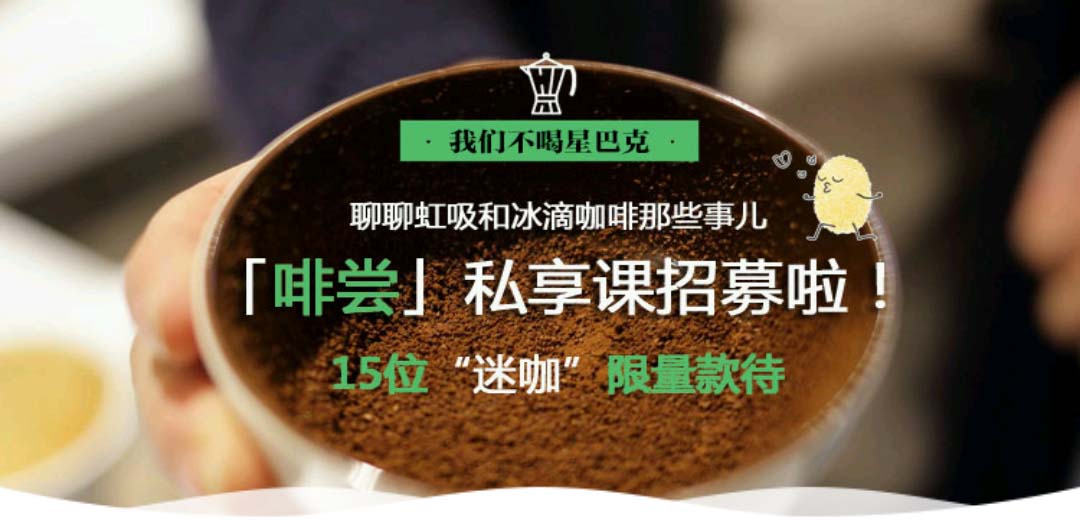 · 我们不喝星巴克 ·
聊聊虹吸和冰滴咖啡那些事儿
「啡尝」私享课招募啦！
15位“迷咖”限量款待